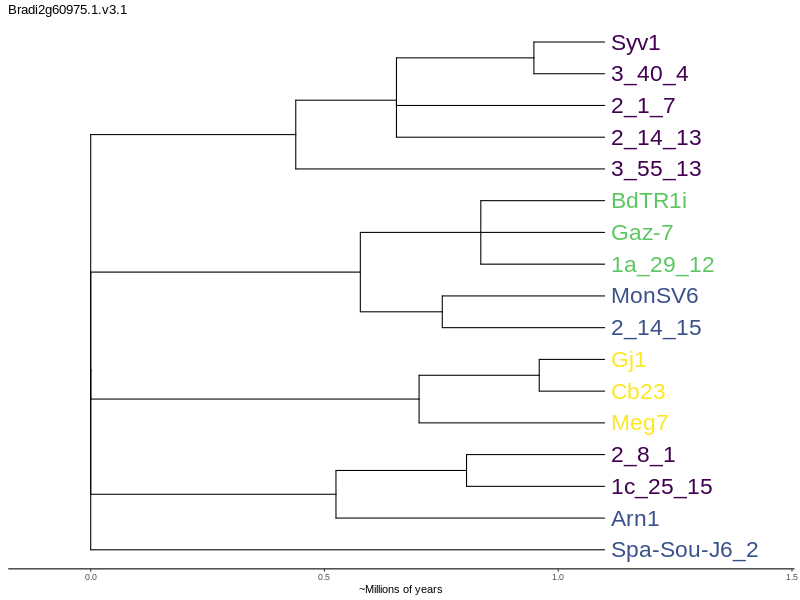 Bradi2g60975.1.v3.1
Syv1
3_40_4
2_1_7
2_14_13
3_55_13
BdTR1i
Gaz-7
1a_29_12
MonSV6
2_14_15
Gj1
Cb23
Meg7
2_8_1
1c_25_15
Arn1
Spa-Sou-J6_2
0.0 0.5 1.0 1.5
~Millions of years